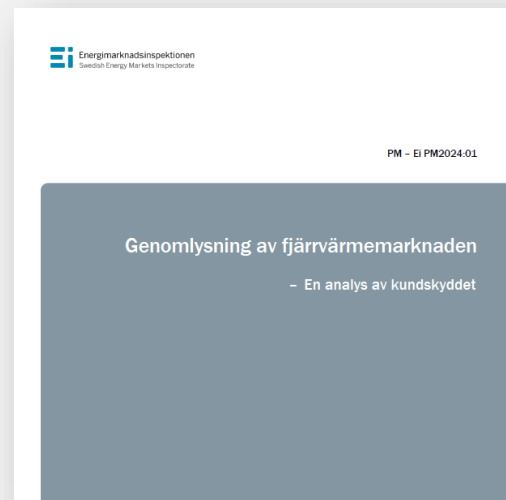 Energimarknadsinspektionen
Swedish Energy Markets Inspectorate
PM – Ei PM2024:01
Genomlysning av fjärrvärmemarknaden
– En analys av kundskyddet